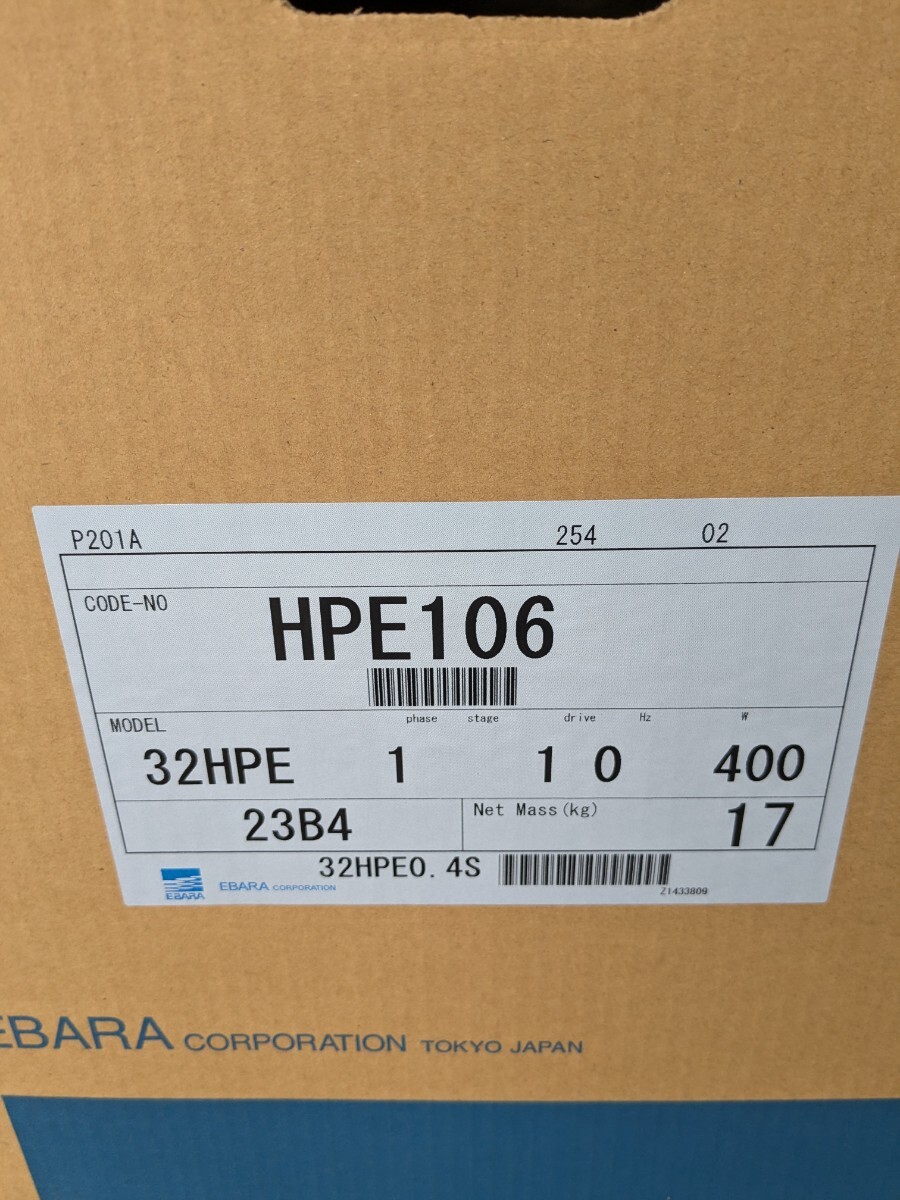 P201A 254 02
CODE-NO HPE106
MODEL phase stage drive Hz W
32HPE 1 1 0 400
23B4 Net Mass(kg) 17
32HPE0.4S
EBARA EBARA CORPORATION
Z1433809
EBARA CORPORATION TOKYO JAPAN